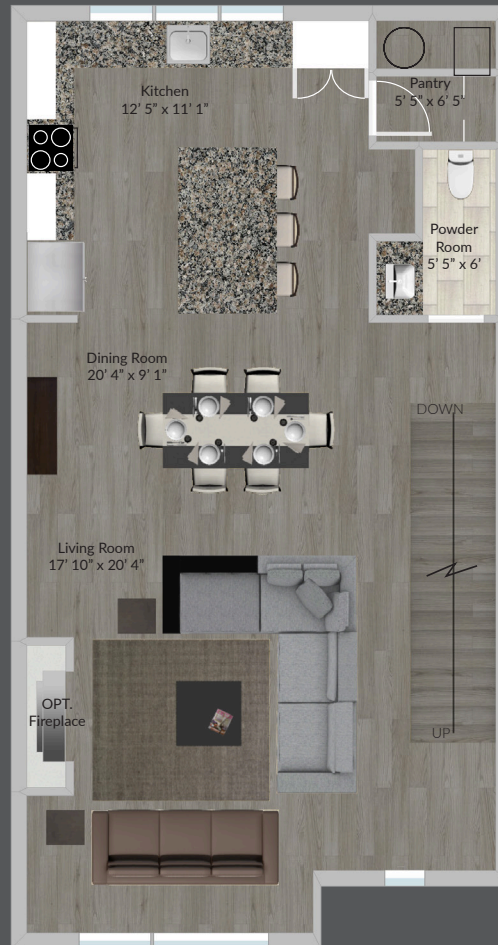 Kitchen
12' 5" x 11' 1"
Pantry
5' 5" x 6' 5"
Powder
Room
5' 5" x 6'
Dining Room
20' 4" x 9' 1"
DOWN
Living Room
17' 10" x 20' 4"
OPT.
Fireplace
UP